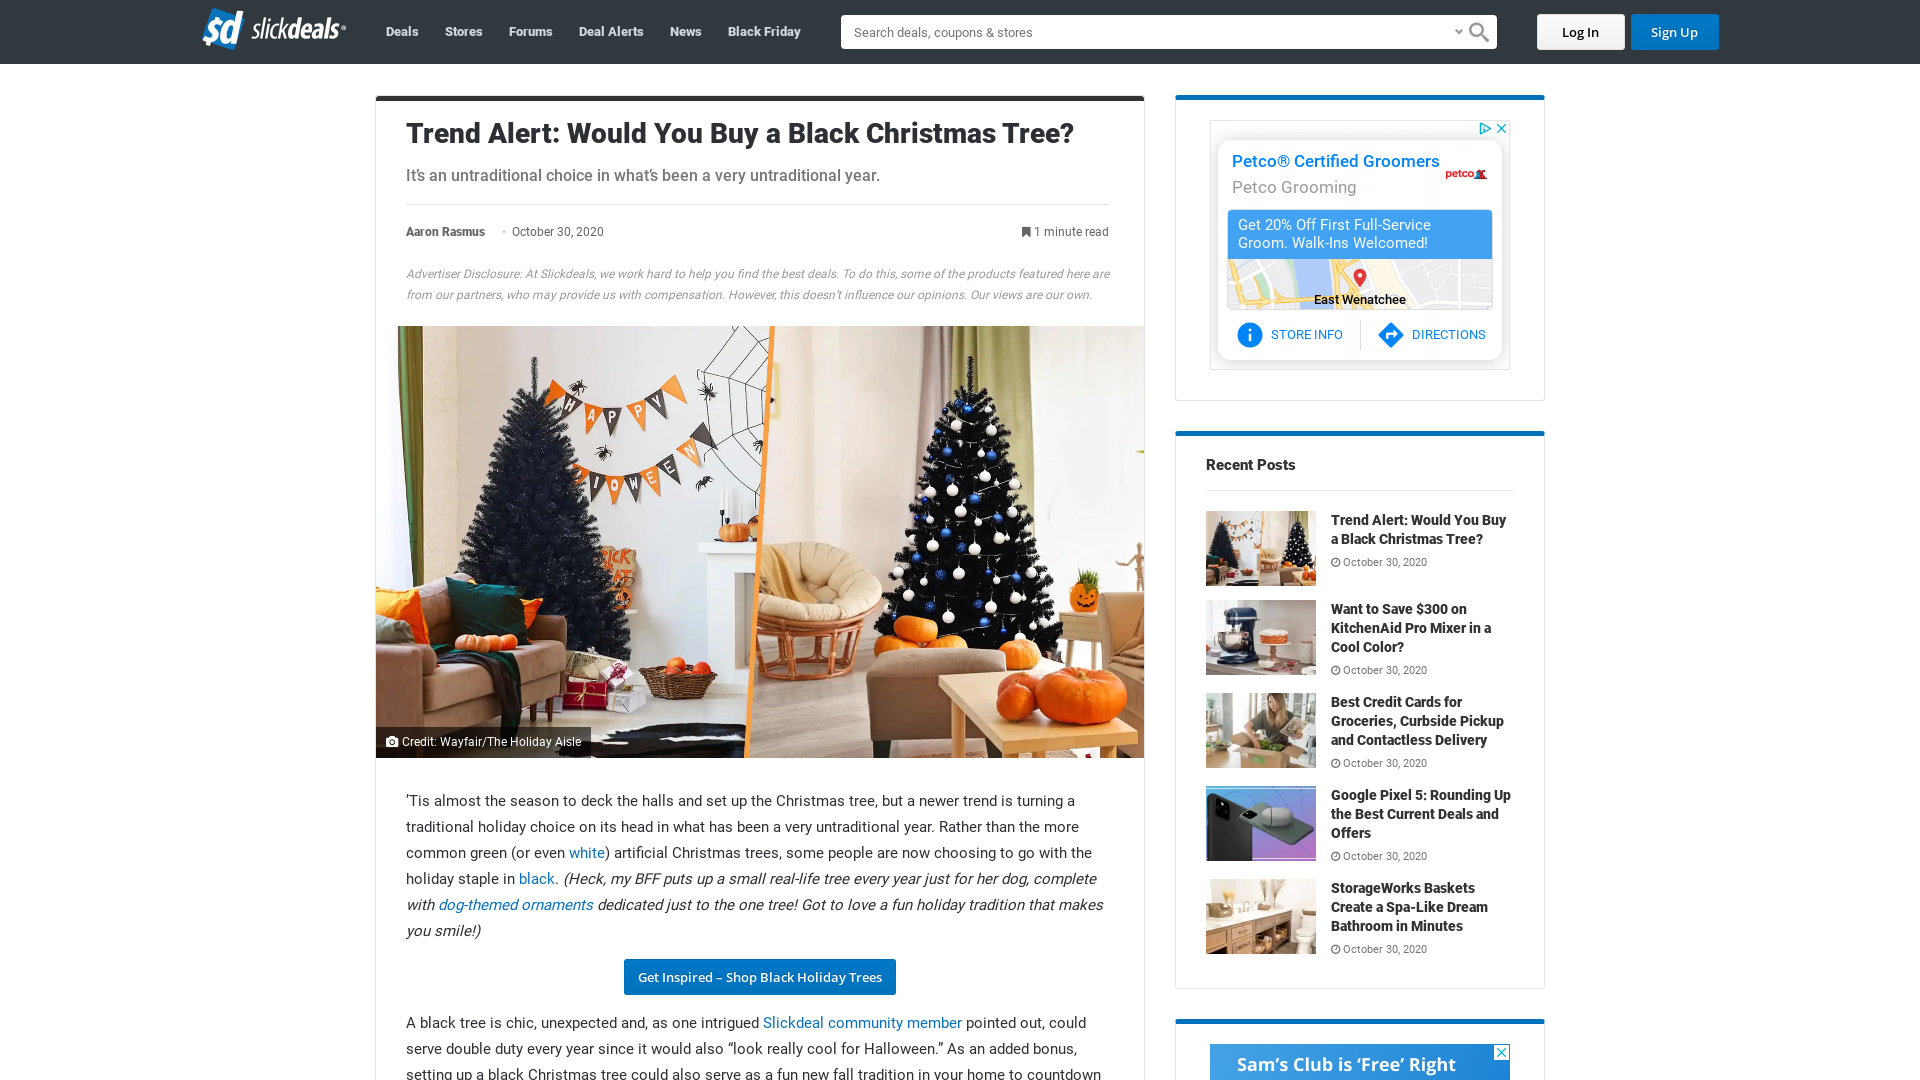 sd slickdeals
Deals Stores Forums Deal Alerts News Black Friday
Search deals, coupons & stores
Log In Sign Up
Trend Alert: Would You Buy a Black Christmas Tree?
It’s an untraditional choice in what’s been a very untraditional year.
Aaron Rasmus • October 30, 2020
1 minute read
Advertiser Disclosure: At Slickdeals, we work hard to help you find the best deals. To do this, some of the products featured here are
from our partners, who may provide us with compensation. However, this doesn’t influence our opinions. Our views are our own.
HAPPY
Credit: Wayfair/The Holiday Aisle
’Tis almost the season to deck the halls and set up the Christmas tree, but a newer trend is turning a
traditional holiday choice on its head in what has been a very untraditional year. Rather than the more
common green (or even white) artificial Christmas trees, some people are now choosing to go with the
holiday staple in black. (Heck, my BFF puts up a small real-life tree every year just for her dog, complete
with dog-themed ornaments dedicated just to the one tree! Got to love a fun holiday tradition that makes
you smile!)
Get Inspired – Shop Black Holiday Trees
A black tree is chic, unexpected and, as one intrigued Slickdeal community member pointed out, could
serve double duty every year since it would also “look really cool for Halloween.” As an added bonus,
setting up a black Christmas tree could also serve as a fun new fall tradition in your home to countdown
Petco® Certified Groomers
Petco Grooming
petco
Get 20% Off First Full-Service
Groom. Walk-Ins Welcomed!
East Wenatchee
STORE INFO
DIRECTIONS
Recent Posts
Trend Alert: Would You Buy
a Black Christmas Tree?
October 30, 2020
Want to Save $300 on
KitchenAid Pro Mixer in a
Cool Color?
October 30, 2020
Best Credit Cards for
Groceries, Curbside Pickup
and Contactless Delivery
October 30, 2020
Google Pixel 5: Rounding Up
the Best Current Deals and
Offers
October 30, 2020
StorageWorks Baskets
Create a Spa-Like Dream
Bathroom in Minutes
October 30, 2020
Sam’s Club is ‘Free’ Right